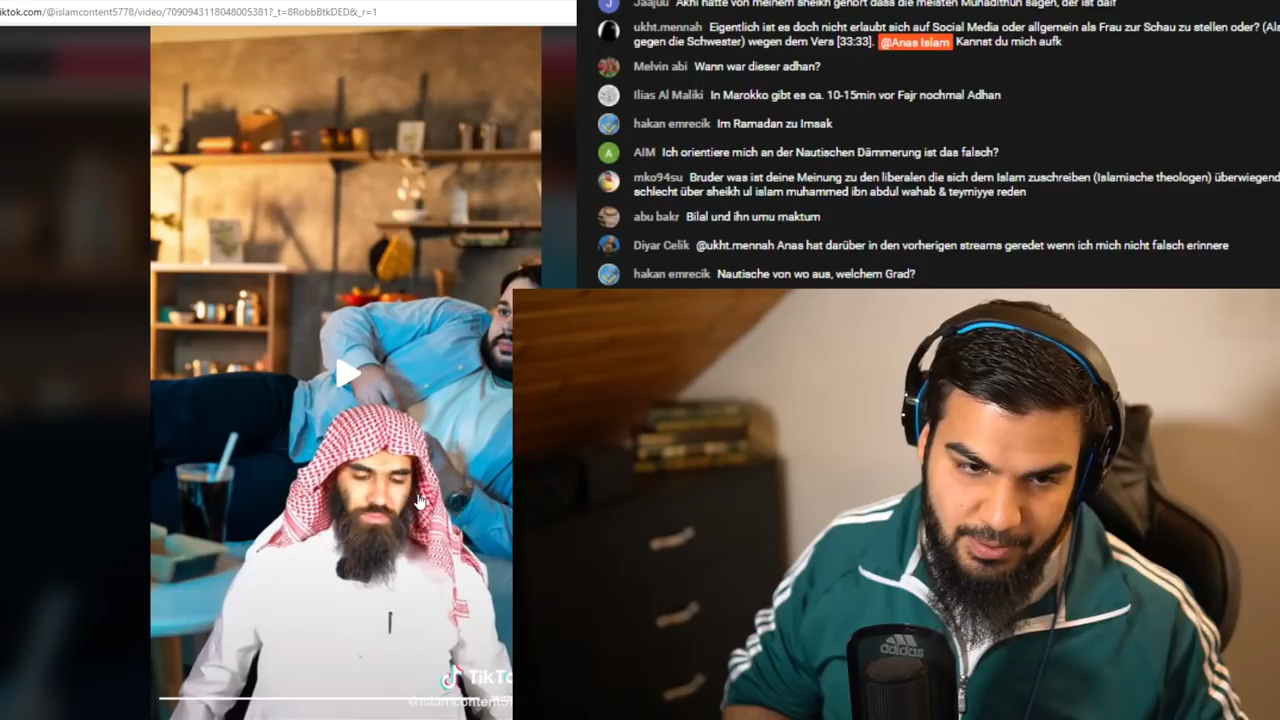 iktok.com/@islamcontent5778/video/7090943118048005381?_t=8RobbBtkDED&_r=1
Jaajuu Akhi hatte von meinem sheikh gehört dass die meisten Muhadithun sagen, der ist daif
ukht.mennah Eigentlich ist es doch nicht erlaubt sich auf Social Media oder allgemein als Frau zur Schau zu stellen oder? (Als
gegen die Schwester) wegen dem Vers [33:33]. @Anas Islam Kannst du mich aufk
Melvin abi Wann war dieser adhan?
Ilias Al Maliki In Marokko gibt es ca. 10-15min vor Fajr nochmal Adhan
hakan emrecik Im Ramadan zu Imsak
A AIM Ich orientiere mich an der Nautischen Dämmerung ist das falsch?
mko94su Bruder was ist deine Meinung zu den liberalen die sich dem Islam zuschreiben (Islamische theologen) überwiegend
schlecht über sheikh ul islam muhammed ibn abdul wahab & teymiyye reden
abu bakr Bilal und ihn umu maktum
Diyar Celik @ukht.mennah Anas hat darüber in den vorherigen streams geredet wenn ich mich nicht falsch erinnere
hakan emrecik Nautische von wo aus, welchem Grad?
adidas
TikTo
@islamcontent5